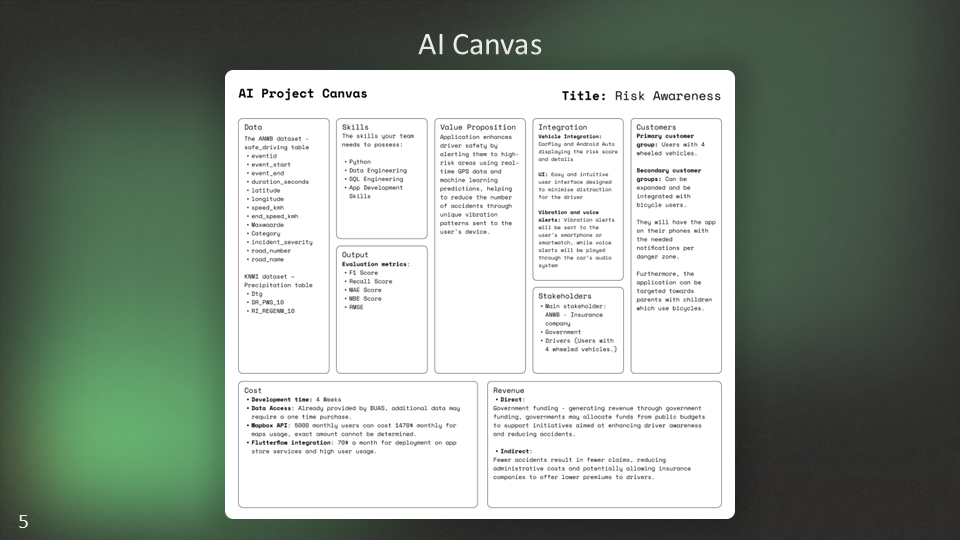 AI Canvas
AI Project Canvas
Title: Risk Awareness
Data
The ANWB dataset –
safe_driving table
• eventid
• event_start
• event_end
• duration_seconds
• latitude
• longitude
• speed_kmh
• end_speed_kmh
• Maxwaarde
• Category
• incident_severity
• road_number
• road_name
KNMI dataset –
Precipitation table
• Dtg
• DR_PWS_10
• RI_REGENM_10
Skills
The skills your team
needs to possess:
• Python
• Data Engineering
• SQL Engineering
• App Development
Skills
Output
Evaluation metrics:
• F1 Score
• Recall Score
• MAE Score
• MBE Score
• RMSE
Value Proposition
Application enhances
driver safety by
alerting them to high-
risk areas using real-
time GPS data and
machine learning
predictions, helping
to reduce the number
of accidents through
unique vibration
patterns sent to the
user's device.
Integration
Vehicle Integration:
CarPlay and Android Auto
displaying the risk score
and details
UI: Easy and intuitive
user interface designed
to minimise distraction
for the driver
Vibration and voice
alerts: Vibration alerts
will be sent to the
user's smartphone or
smartwatch, while voice
alerts will be played
through the car's audio
system
Stakeholders
• Main stakeholder:
ANWB - Insurance
company
• Government
• Drivers (Users with
4 wheeled vehicles.)
Customers
Primary customer
group: Users with 4
wheeled vehicles.
Secondary customer
groups: Can be
expanded and be
integrated with
bicycle users.
They will have the app
on their phones with
the needed
notifications per
danger zone.
Furthermore, the
application can be
targeted towards
parents with children
which use bicycles.
Cost
• Development time: 4 Weeks
• Data Access: Already provided by BUAS, additional data may
require a one time purchase.
• Mapbox API: 5000 monthly users can cost 1470$ monthly for
maps usage, exact amount cannot be determined.
• Flutterflow integration: 70$ a month for deployment on app
store services and high user usage.
Revenue
• Direct:
Government funding - generating revenue through government
funding, governments may allocate funds from public budgets
to support initiatives aimed at enhancing driver awareness
and reducing accidents.
• Indirect:
Fewer accidents result in fewer claims, reducing
administrative costs and potentially allowing insurance
companies to offer lower premiums to drivers.
5